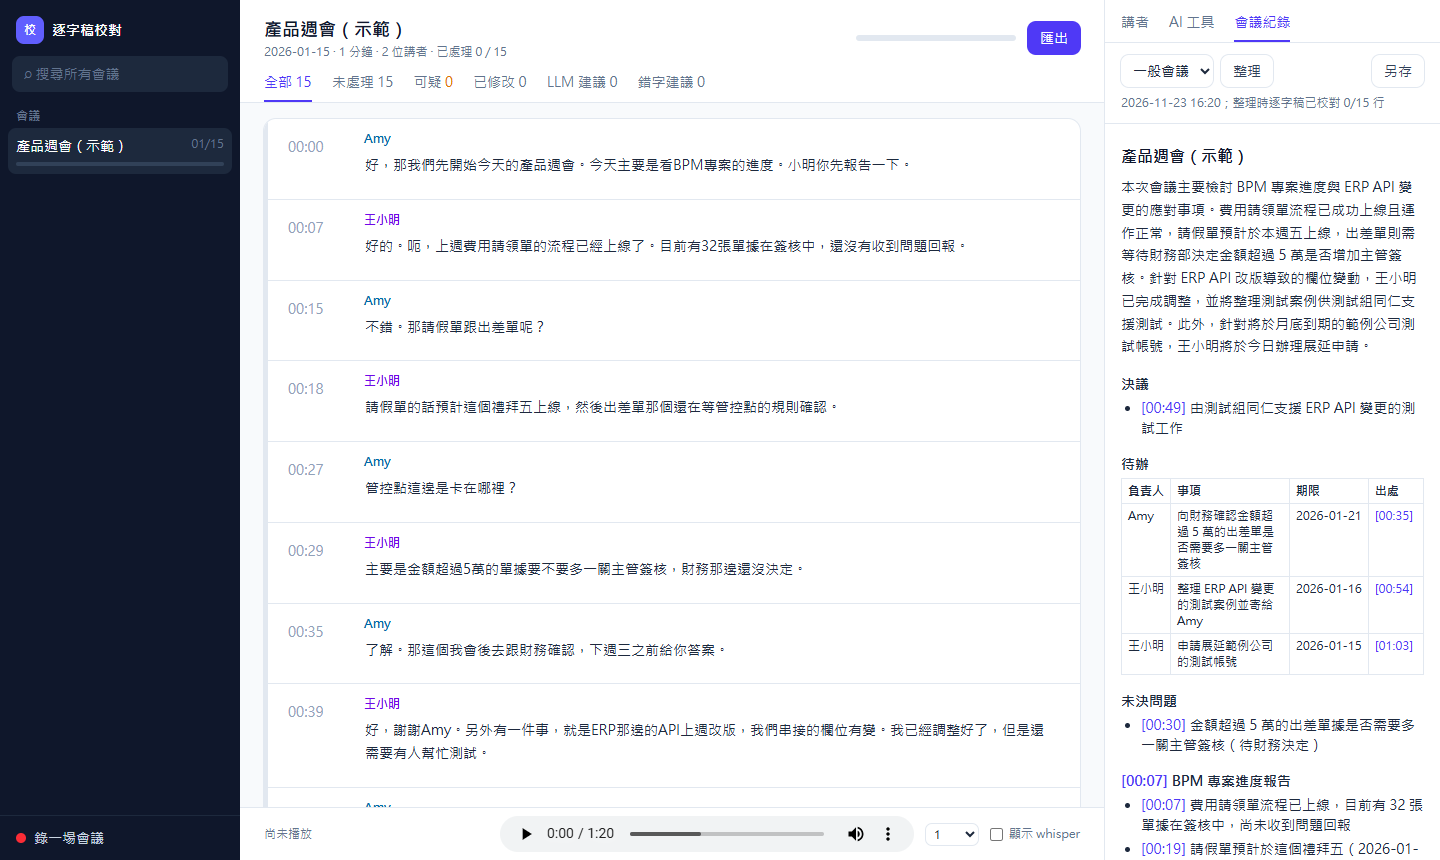 校 逐字稿校對
搜尋所有會議
會議
產品週會（示範） 01/15
錄一場會議
產品週會（示範）
2026-01-15 · 1 分鐘 · 2 位講者 · 已處理 0 / 15
匯出
全部 15 未處理 15 可疑 0 已修改 0 LLM 建議 0 錯字建議 0
00:00 Amy
好，那我們先開始今天的產品週會。今天主要是看BPM專案的進度。小明你先報告一下。
00:07 王小明
好的。呃，上週費用請領單的流程已經上線了。目前有32張單據在簽核中，還沒有收到問題回報。
00:15 Amy
不錯。那請假單跟出差單呢？
00:18 王小明
請假單的話預計這個禮拜五上線，然後出差單那個還在等管控點的規則確認。
00:27 Amy
管控點這邊是卡在哪裡？
00:29 王小明
主要是金額超過5萬的單據要不要多一關主管簽核，財務那邊還沒決定。
00:35 Amy
了解。那這個我會後去跟財務確認，下週三之前給你答案。
00:39 王小明
好，謝謝Amy。另外有一件事，就是ERP那邊的API上週改版，我們串接的欄位有變。我已經調整好了，但是還
需要有人幫忙測試。
Amy
尚未播放 0:00 / 1:20 1 顯示 whisper
講者 AI 工具 會議紀錄
一般會議 整理 另存
2026-11-23 16:20；整理時逐字稿已校對 0/15 行
產品週會（示範）
本次會議主要檢討 BPM 專案進度與 ERP API 變
更的應對事項。費用請領單流程已成功上線且運
作正常，請假單預計於本週五上線，出差單則需
等待財務部決定金額超過 5 萬是否增加主管簽
核。針對 ERP API 改版導致的欄位變動，王小明
已完成調整，並將整理測試案例供測試組同仁支
援測試。此外，針對將於月底到期的範例公司測
試帳號，王小明將於今日辦理展延申請。
決議
• [00:49] 由測試組同仁支援 ERP API 變更的測
試工作
待辦
負責人 事項 期限 出處
Amy 向財務確認金額超 2026-01-21 [00:35]
過 5 萬的出差單是
否需要多一關主管
簽核
王小明 整理 ERP API 變更 2026-01-16 [00:54]
的測試案例並寄給
Amy
王小明 申請展延範例公司 2026-01-15 [01:03]
的測試帳號
未決問題
• [00:30] 金額超過 5 萬的出差單據是否需要多
一關主管簽核（待財務決定）
[00:07] BPM 專案進度報告
• [00:07] 費用請領單流程已上線，目前有 32 張
單據在簽核中，尚未收到問題回報
• [00:19] 請假單預計於這個禮拜五（2026-01-